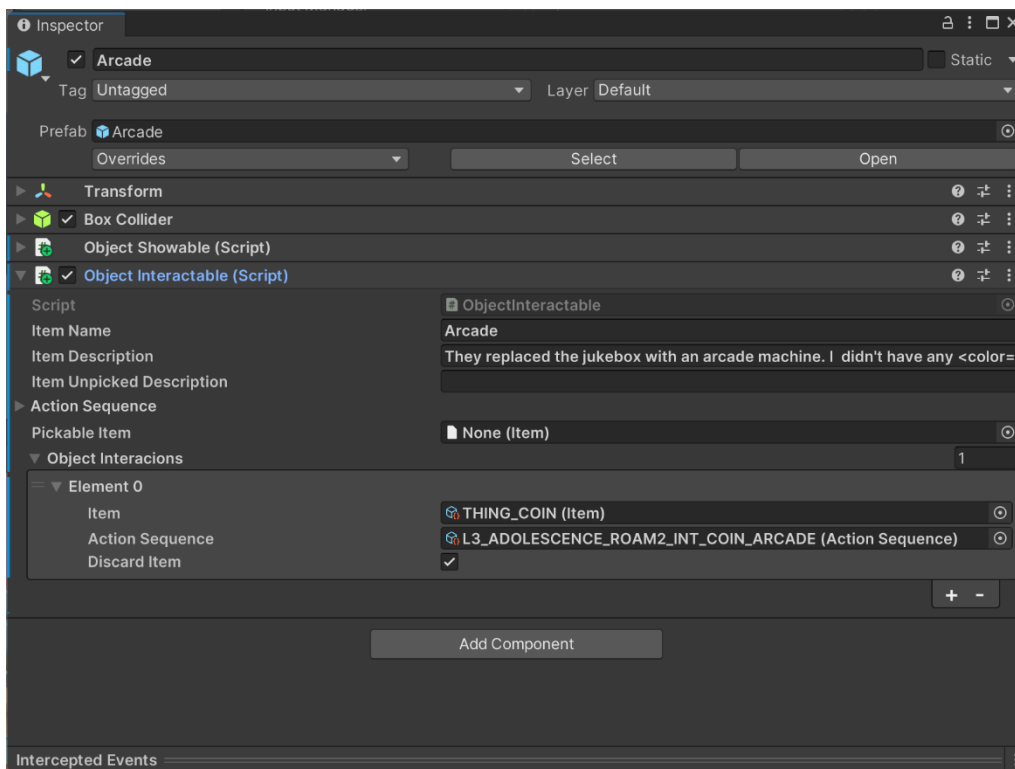 Inspector
Arcade
Static
Tag Untagged Layer Default
Prefab Arcade
Overrides Select Open
Transform
Box Collider
Object Showable (Script)
Object Interactable (Script)
Script ObjectInteractable
Item Name Arcade
Item Description They replaced the jukebox with an arcade machine. I didn't have any <color=
Item Unpicked Description
Action Sequence
Pickable Item None (Item)
Object Interacions 1
Element 0
Item THING_COIN (Item)
Action Sequence L3_ADOLESCENCE_ROAM2_INT_COIN_ARCADE (Action Sequence)
Discard Item
+ -
Add Component
Intercepted Events